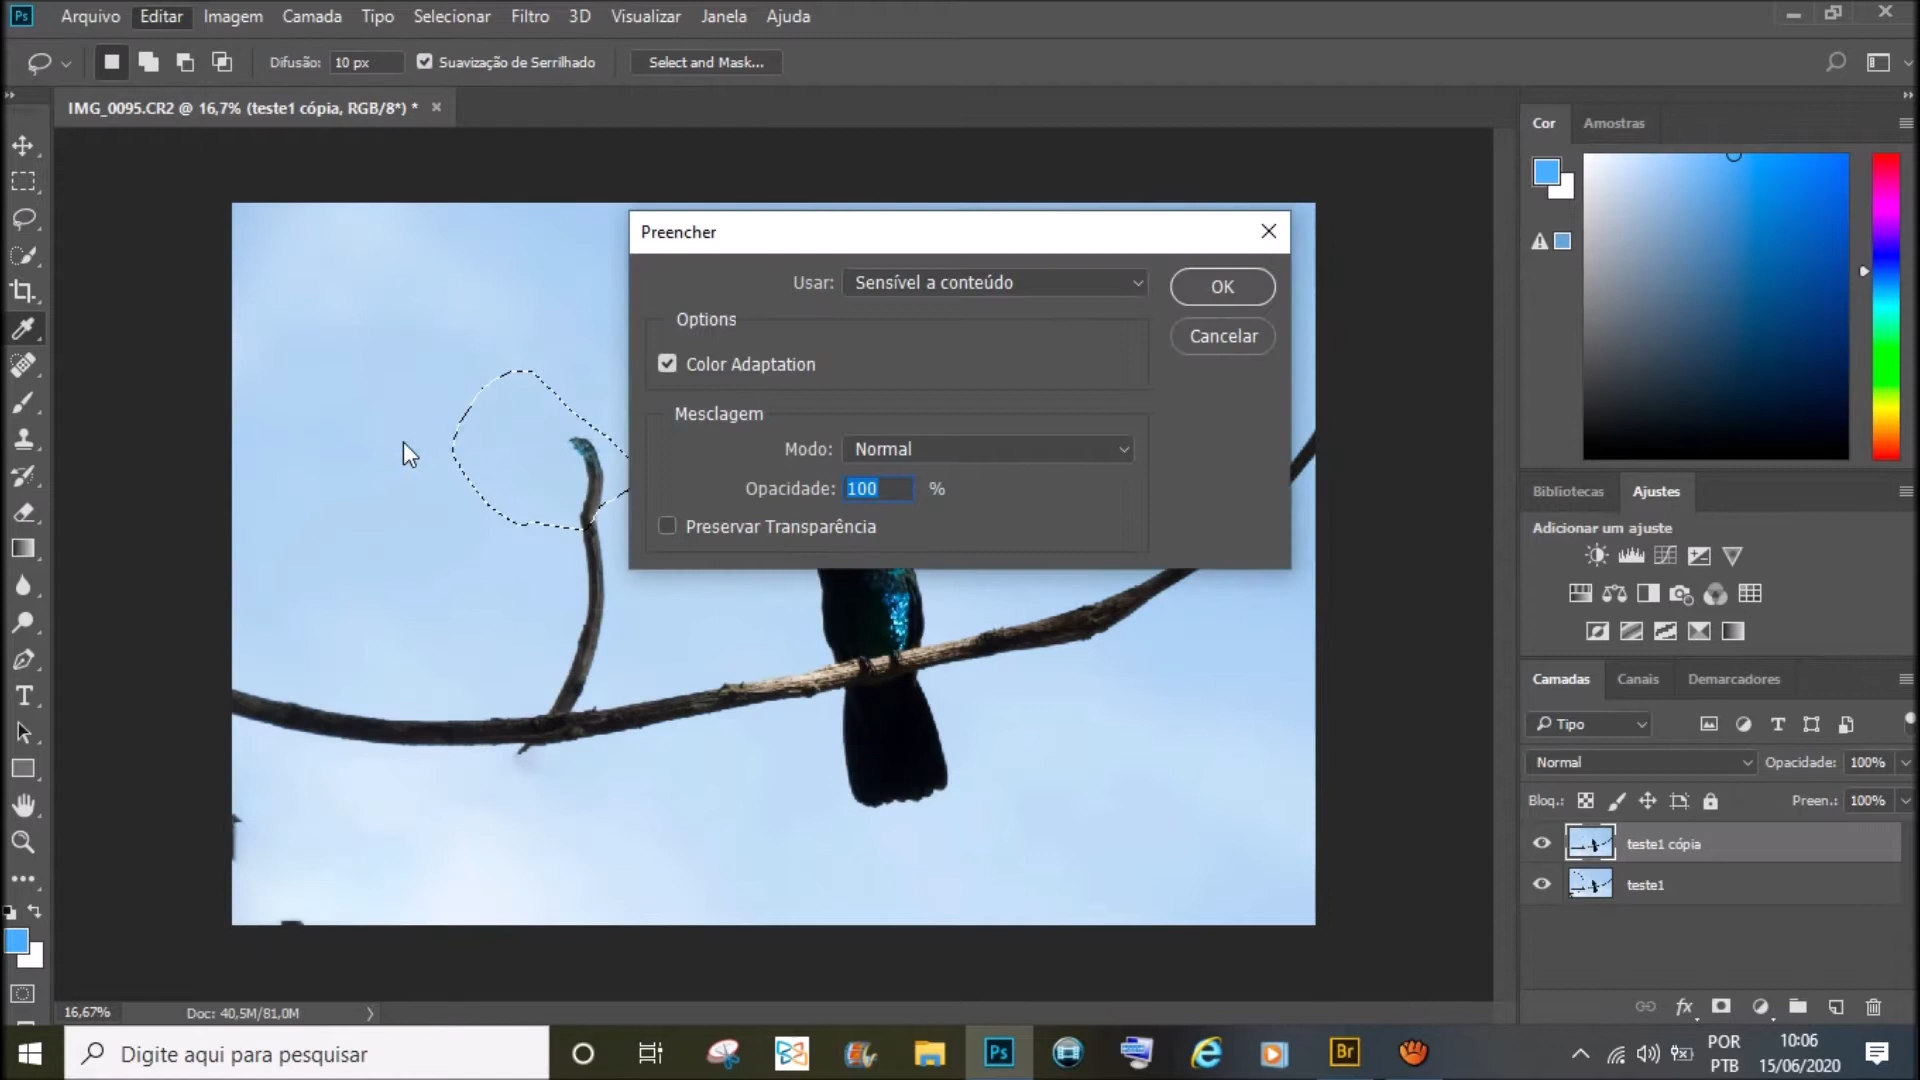 Ps Arquivo Editar Imagem Camada Tipo Selecionar Filtro 3D Visualizar Janela Ajuda
Difusão: 10 px Suavização de Serrilhado Select and Mask...
IMG_0095.CR2 @ 16,7% (teste1 cópia, RGB/8*) *
Cor Amostras
Preencher
Usar: Sensível a conteúdo
OK
Options
Cancelar
Color Adaptation
Mesclagem
Modo: Normal
Opacidade: 100 %
Preservar Transparência
Bibliotecas Ajustes
Adicionar um ajuste
Camadas Canais Demarcadores
Tipo
Normal Opacidade: 100%
Bloq.: Preen.: 100%
teste1 cópia
teste1
fx
16,67% Doc: 40,5M/81,0M
Digite aqui para pesquisar
Ps
Br
POR
PTB
10:06
15/06/2020